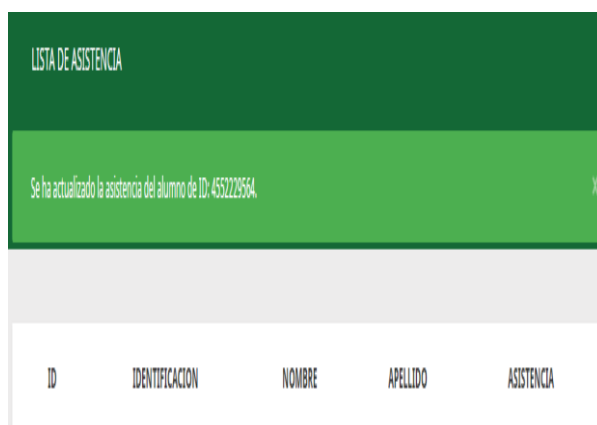 LISTA DE ASISTENCIA
Se ha actualizado la asistencia del alumno de ID: 4552229564.
X
ID IDENTIFICACION NOMBRE APELLIDO ASISTENCIA